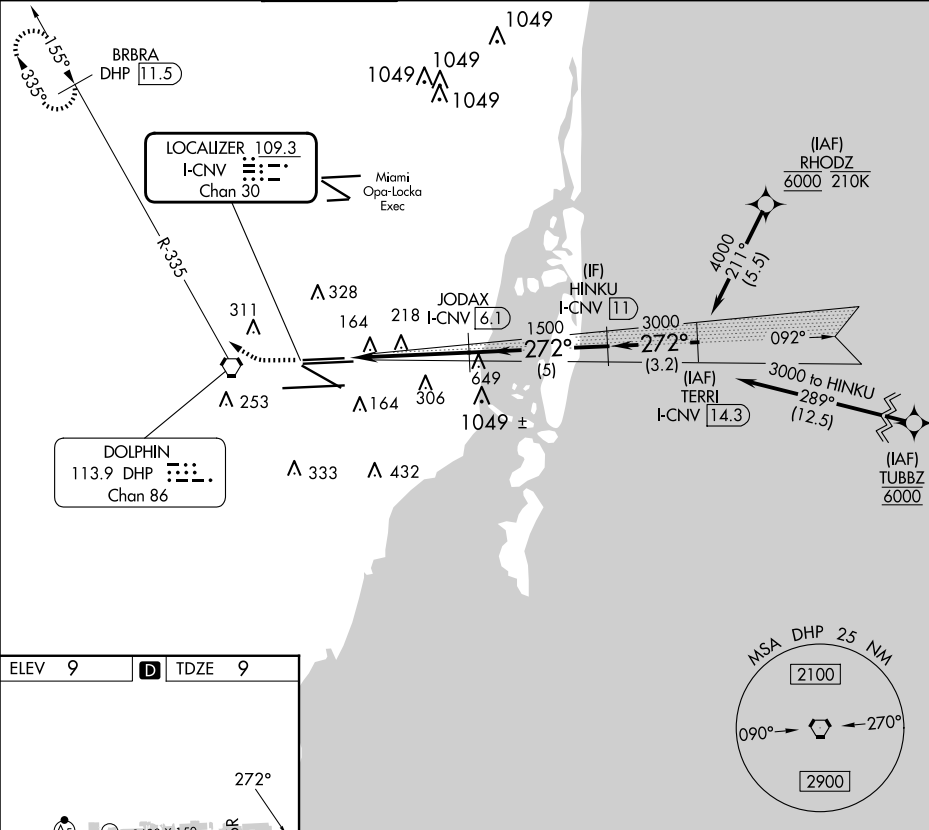 1049
155°
335°
BRBRA
DHP 11.5
1049
1049
1049
LOCALIZER 109.3
I-CNV
Chan 30
Miami
Opa-Locka
Exec
(IAF)
RHODZ
6000 210K
4000
211°
(5.5)
R-335
311
328
164
218
JODAX
I-CNV 6.1
(IF)
HINKU
I-CNV 11
1500
272°
(5)
3000
272°
(3.2)
092°
649
306
164
253
1049 ±
(IAF)
TERRI
I-CNV 14.3
3000 to HINKU
289°
(12.5)
(IAF)
TUBBZ
6000
DOLPHIN
113.9 DHP
Chan 86
333
432
MSA DHP 25 NM
2100
090°
270°
2900
ELEV 9
D
TDZE 9
272°